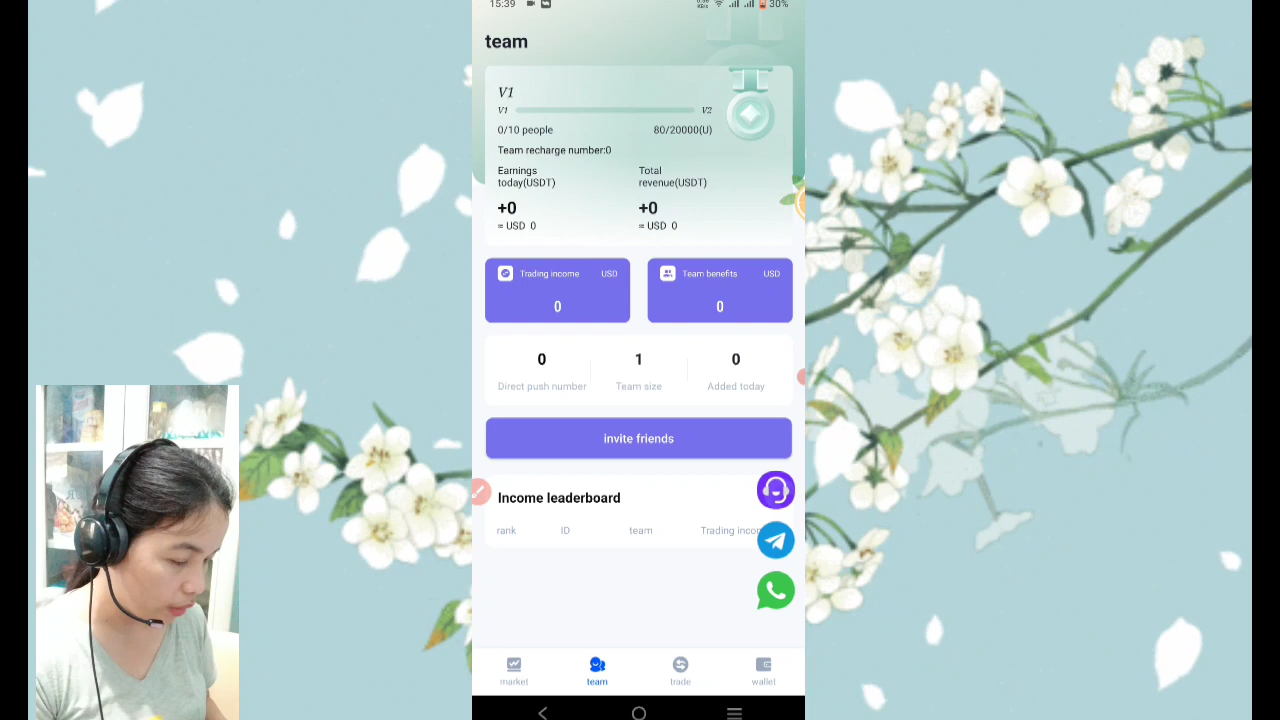 15:39
30%
team
V1
V1 V2
0/10 people 80/20000(U)
Team recharge number:0
Earnings today(USDT)
Total revenue(USDT)
+0 +0
≈ USD 0 ≈ USD 0
Trading income USD
0
Team benefits USD
0
0 1 0
Direct push number Team size Added today
invite friends
Income leaderboard
rank ID team Trading incor
market team trade wallet